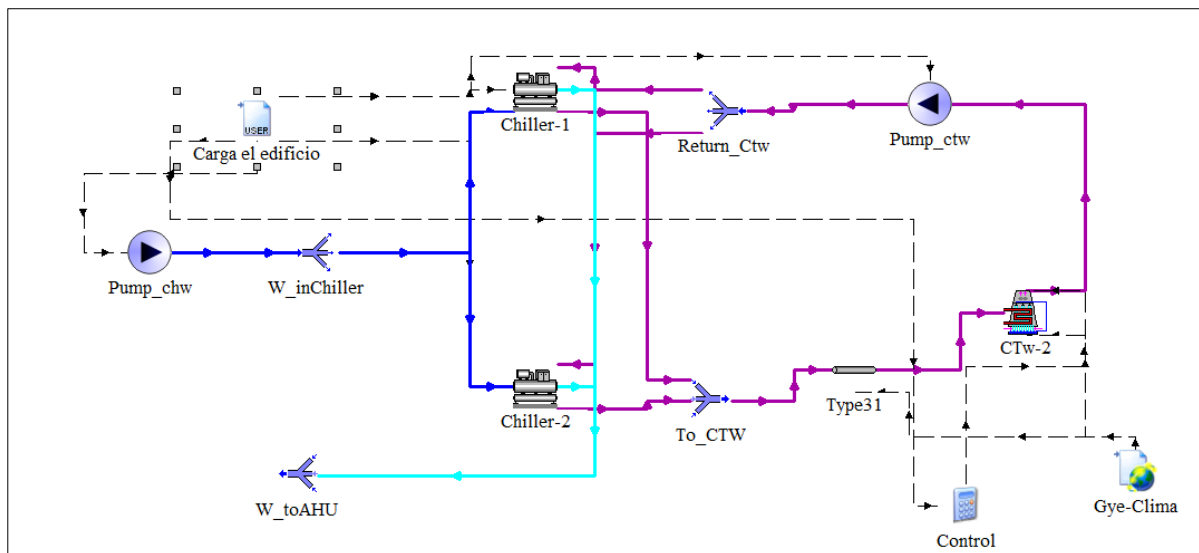 USER
Chiller-1
Carga el edificio
Return_Ctw
Pump_ctw
Pump_chw
W_inChiller
CTw-2
Type31
Chiller-2
To_CTW
W_toAHU
Gye-Clima
Control